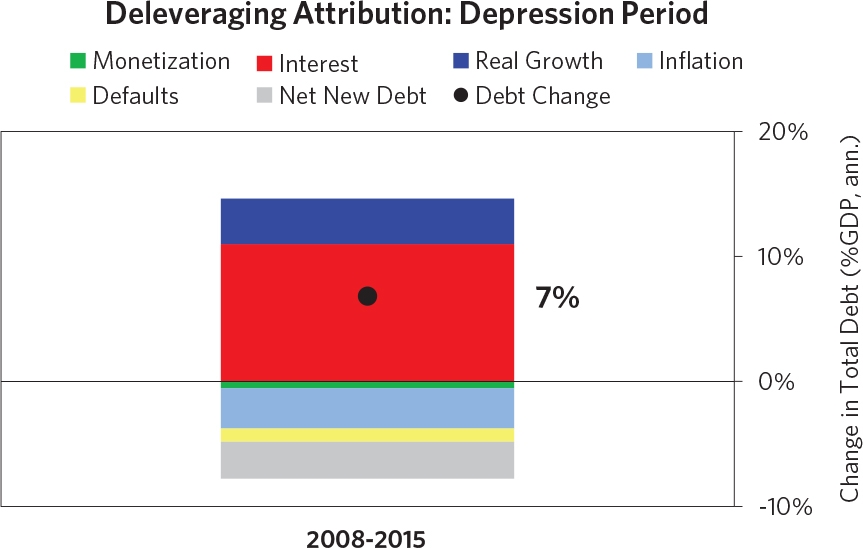 Deleveraging Attribution: Depression Period
Monetization Interest Real Growth Inflation
Defaults Net New Debt Debt Change
20%
10%
7%
0%
-10%
Change in Total Debt (%GDP, ann.)
2008-2015